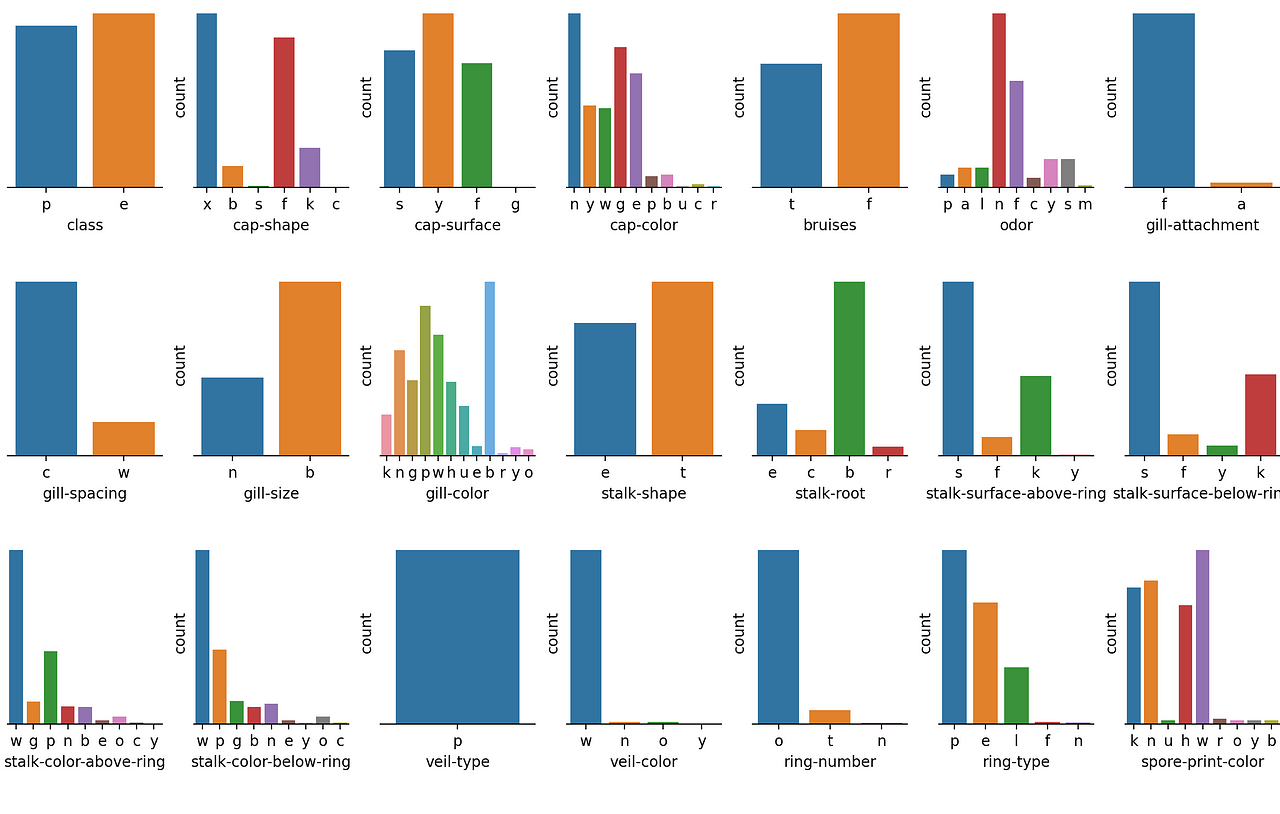 count count count count count count
p e x b s f k c s y f g n y w g e p b u c r t f p a l n f c y s m f a
class cap-shape cap-surface cap-color bruises odor gill-attachment
count count count count count count
c w n b k n g p w h u e b r y o e t e c b r s f k y s f y k
gill-spacing gill-size gill-color stalk-shape stalk-root stalk-surface-above-ring stalk-surface-below-rin
count count count count count count
w g p n b e o c y w p g b n e y o c p w n o y o t n p e l f n k n u h w r o y b
stalk-color-above-ring stalk-color-below-ring veil-type veil-color ring-number ring-type spore-print-color